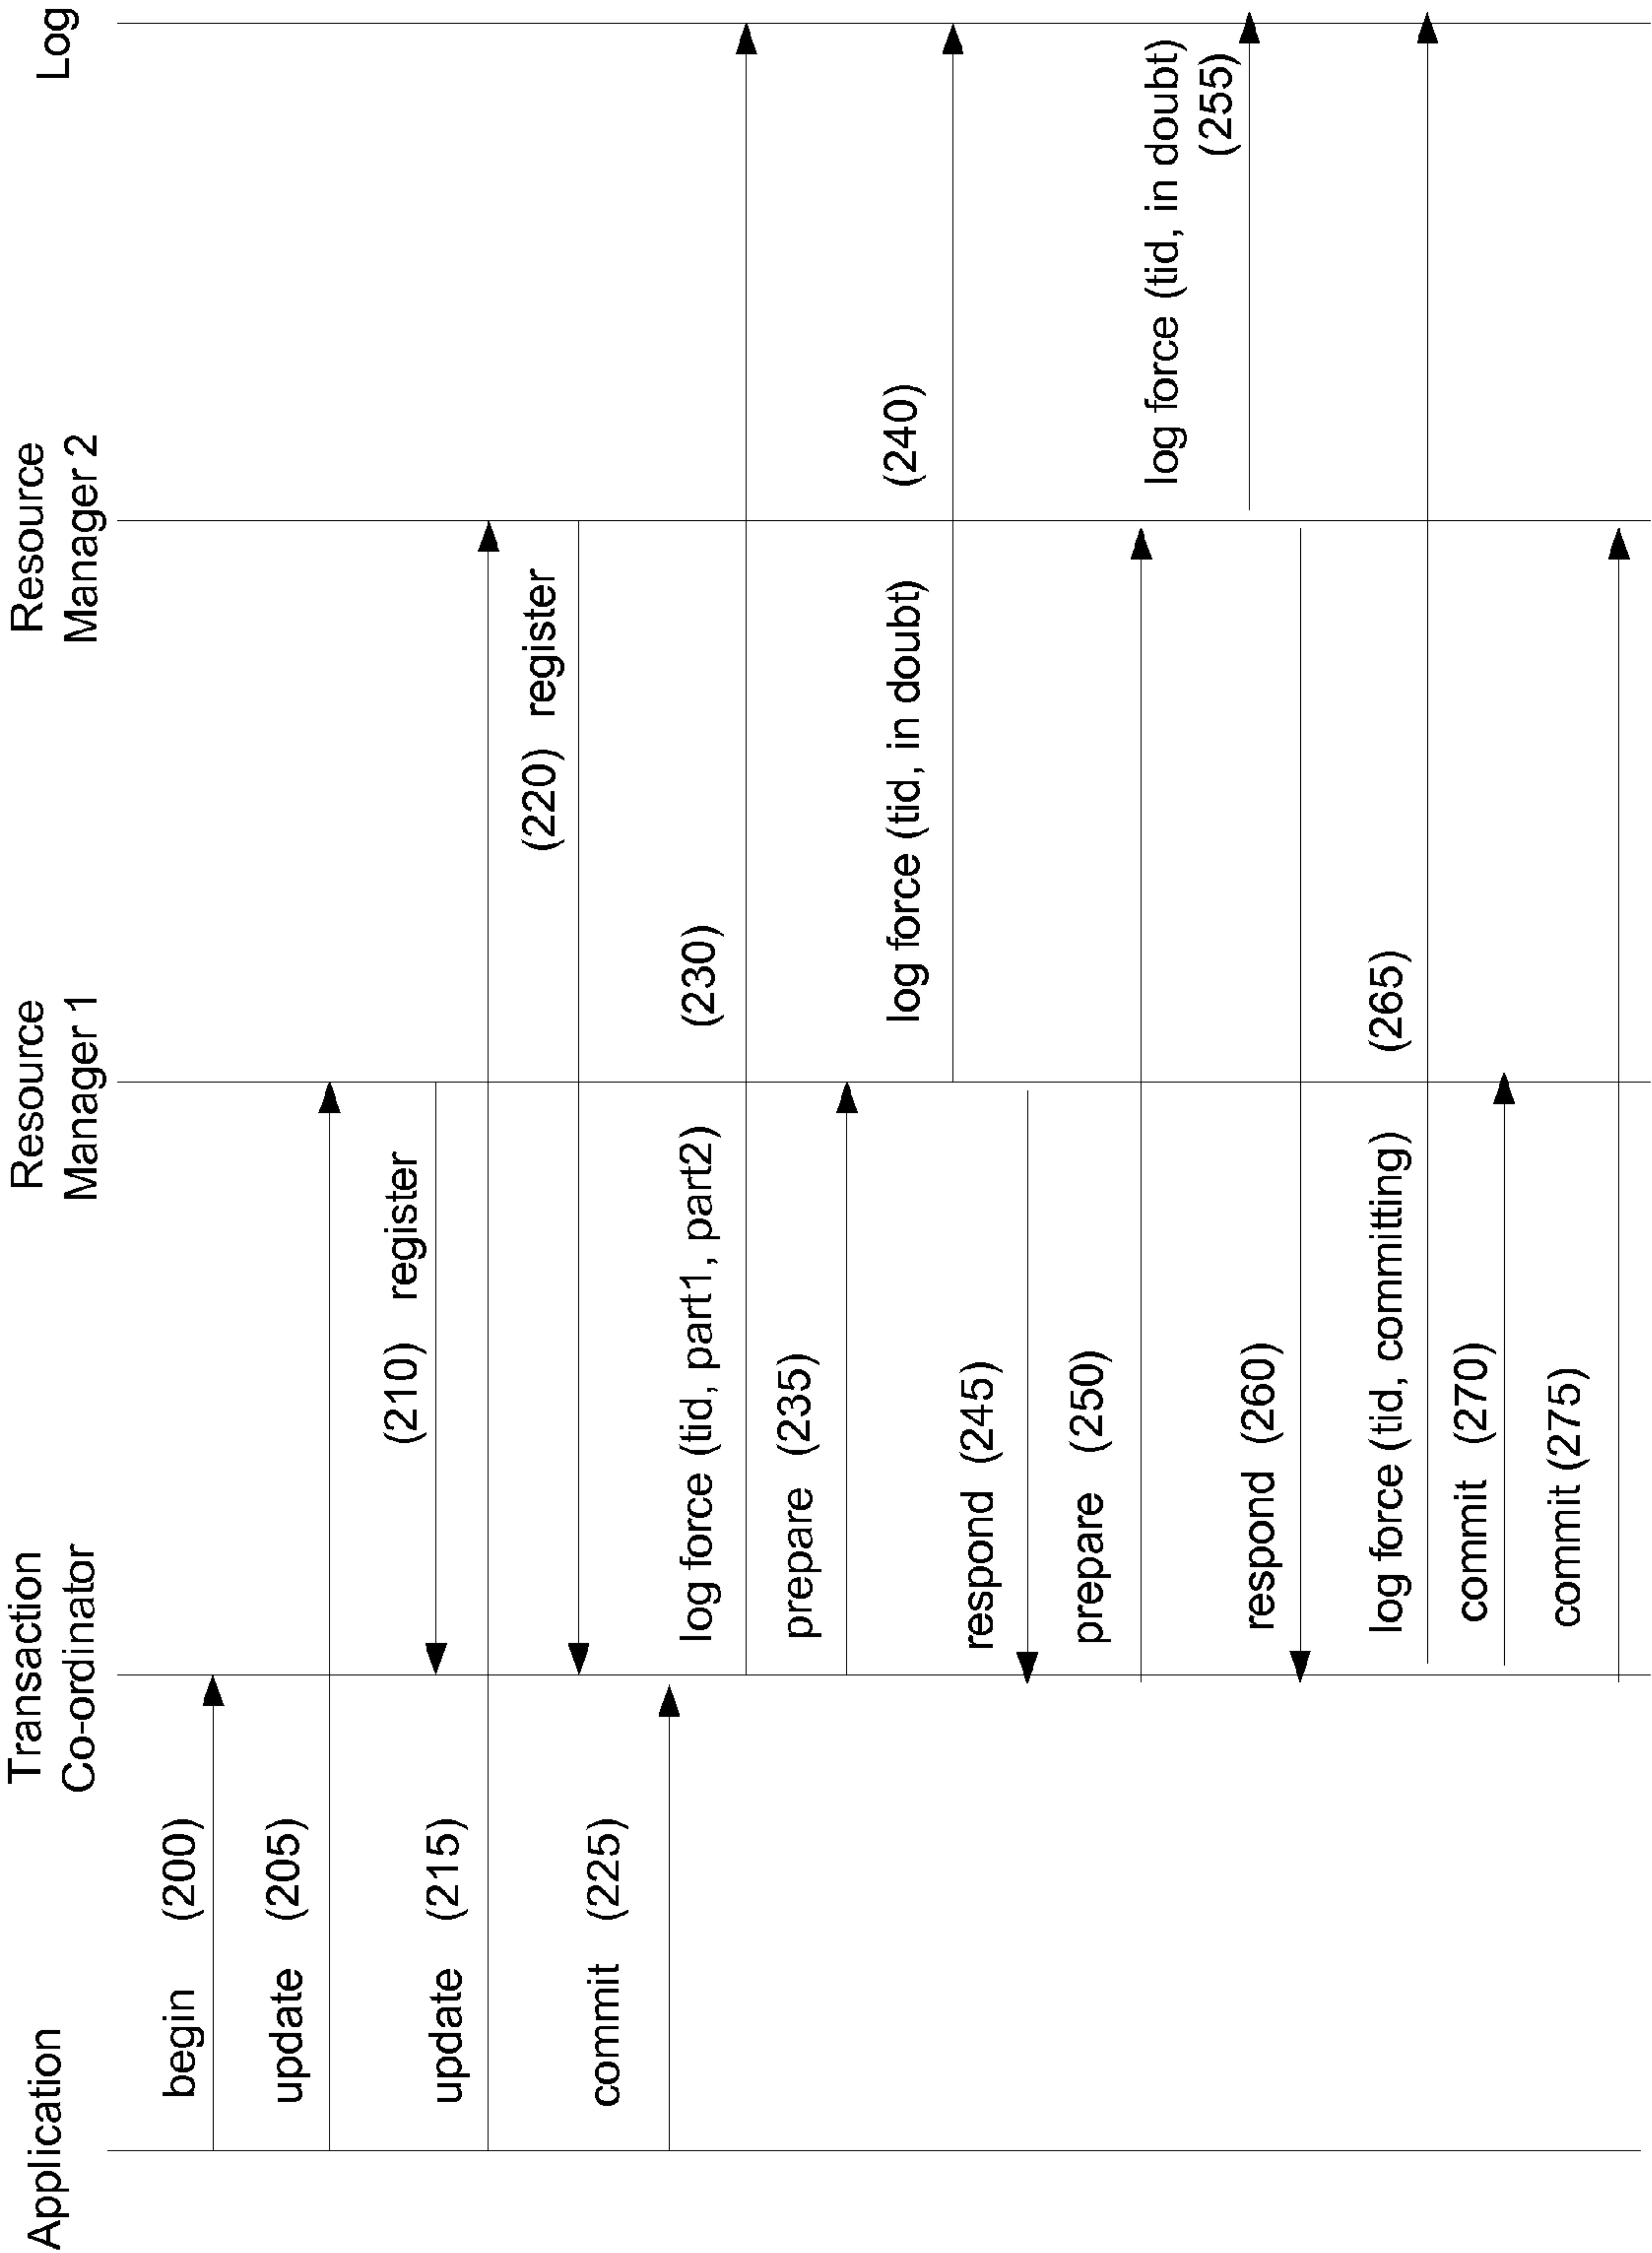 Application
Transaction
Co-ordinator
Resource
Manager 1
Resource
Manager 2
Log
begin (200)
update (205)
(210) register
update (215)
(220) register
commit (225)
log force (tid, part1, part2) (230)
prepare (235)
log force (tid, in doubt) (240)
respond (245)
prepare (250)
log force (tid, in doubt)
(255)
respond (260)
log force (tid, committing) (265)
commit (270)
commit (275)